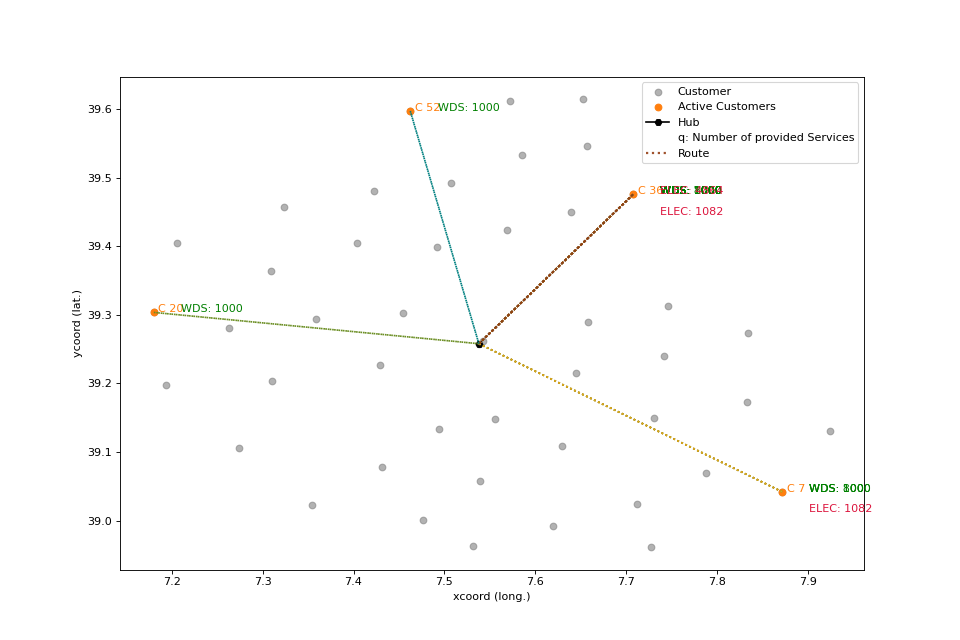 Customer
Active Customers
Hub
q: Number of provided Services
Route
C 52 WDS: 1000
C 36
ELEC: 1082
C 20 WDS: 1000
C 7 WDS:
ELEC: 1082
39.6
39.5
39.4
39.3
39.2
39.1
39.0
ycoord (lat.)
7.2 7.3 7.4 7.5 7.6 7.7 7.8 7.9
xcoord (long.)